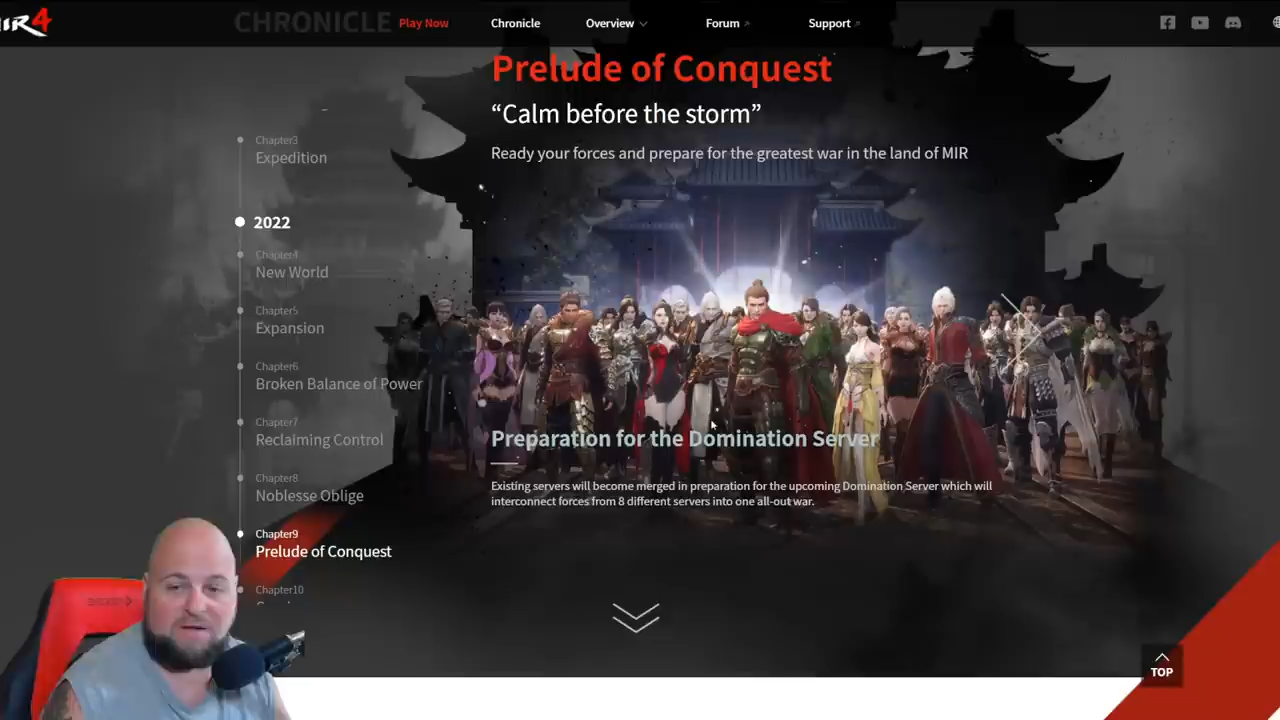 MIR4
CHRONICLE
Play Now
Chronicle
Overview
Forum
Support
Prelude of Conquest
“Calm before the storm”
Ready your forces and prepare for the greatest war in the land of MIR
Chapter3
Expedition
2022
Chapter4
New World
Chapter5
Expansion
Chapter6
Broken Balance of Power
Chapter7
Reclaiming Control
Chapter8
Noblesse Oblige
Chapter9
Prelude of Conquest
Chapter10
Preparation for the Domination Server
Existing servers will become merged in preparation for the upcoming Domination Server which will
interconnect forces from 8 different servers into one all-out war.
TOP